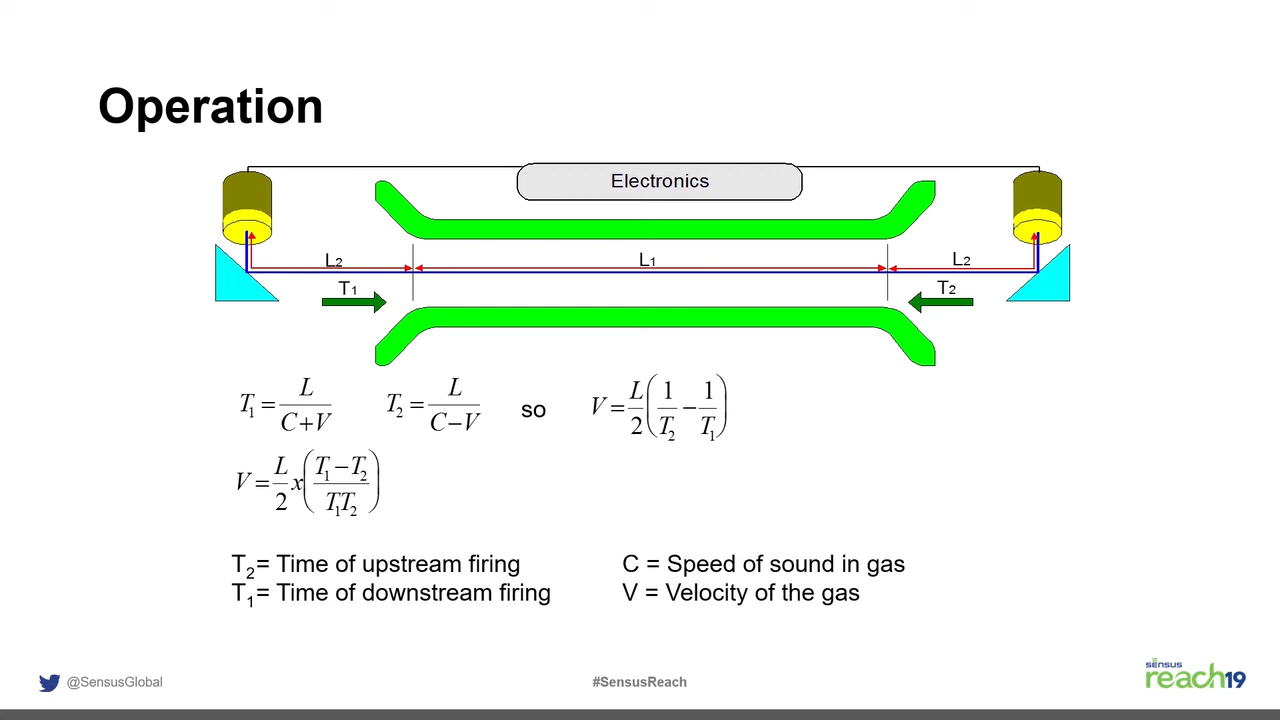 Operation
Electronics
L2 L1 L2
T1 T2
T₁ = L / (C + V) T₂ = L / (C − V) so V = L/2 (1/T₂ − 1/T₁)
V = L/2 x ((T₁ − T₂) / T₁T₂)
T₂= Time of upstream firing C = Speed of sound in gas
T₁= Time of downstream firing V = Velocity of the gas
@SensusGlobal #SensusReach sensus
reach19